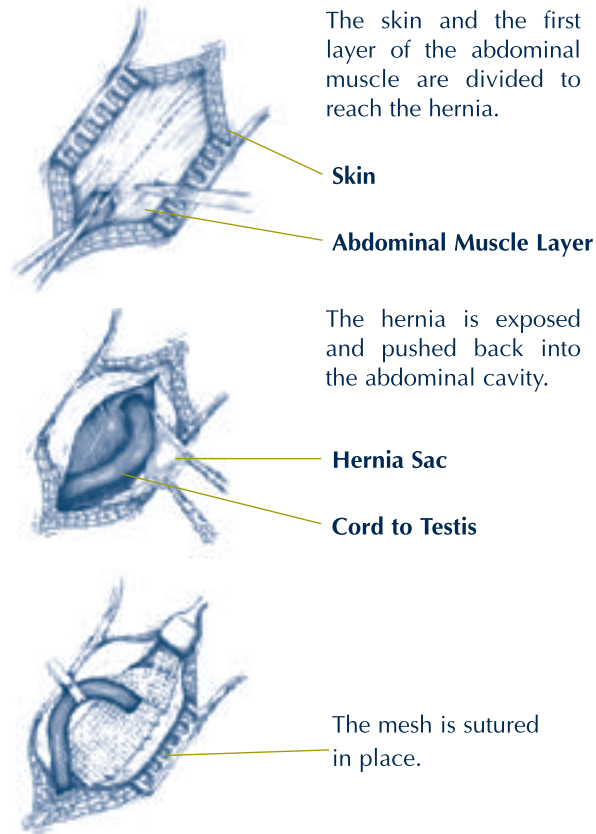 The skin and the first
layer of the abdominal
muscle are divided to
reach the hernia.
Skin
Abdominal Muscle Layer
The hernia is exposed
and pushed back into
the abdominal cavity.
Hernia Sac
Cord to Testis
The mesh is sutured
in place.